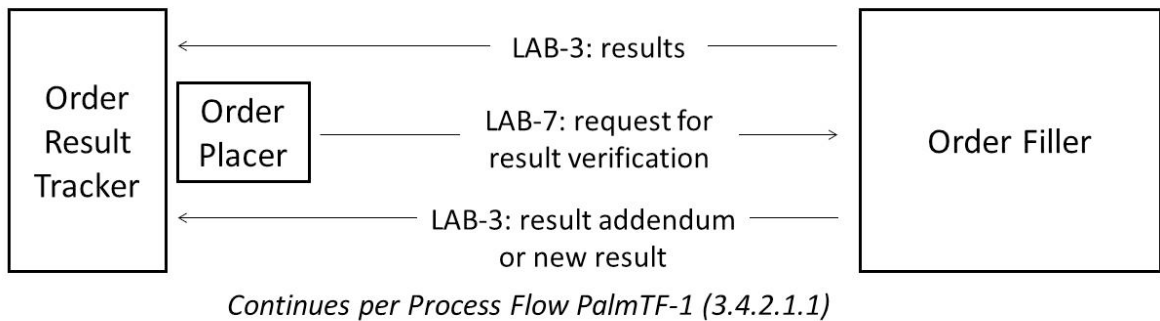 Order
Result
Tracker
LAB-3: results
Order
Placer
LAB-7: request for
result verification
LAB-3: result addendum
or new result
Order Filler
Continues per Process Flow PalmTF-1 (3.4.2.1.1)